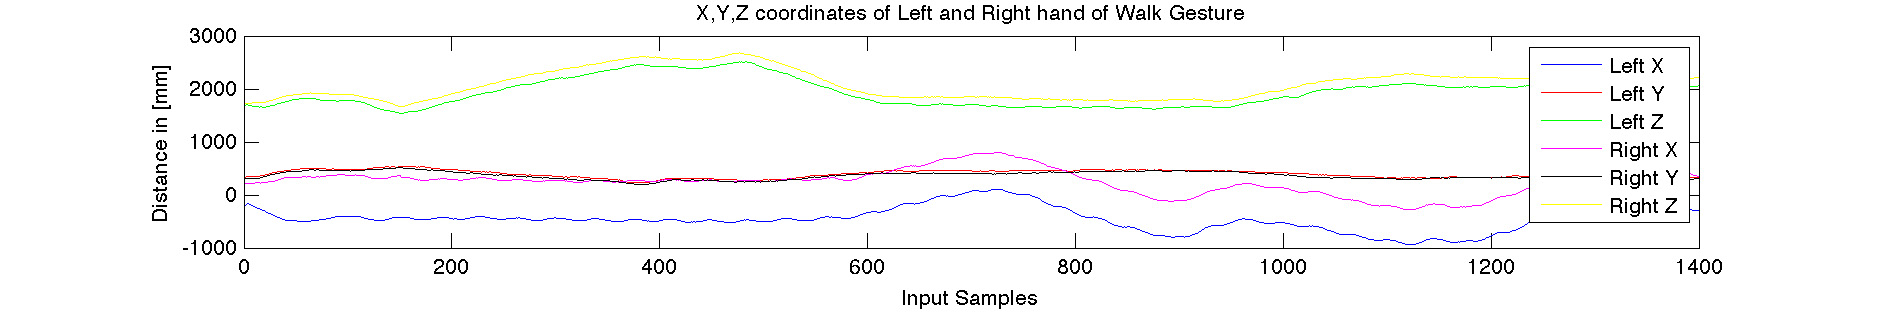 X,Y,Z coordinates of Left and Right hand of Walk Gesture
3000
2000
1000
0
-1000
Distance in [mm]
Left X
Left Y
Left Z
Right X
Right Y
Right Z
0 200 400 600 800 1000 1200 1400
Input Samples